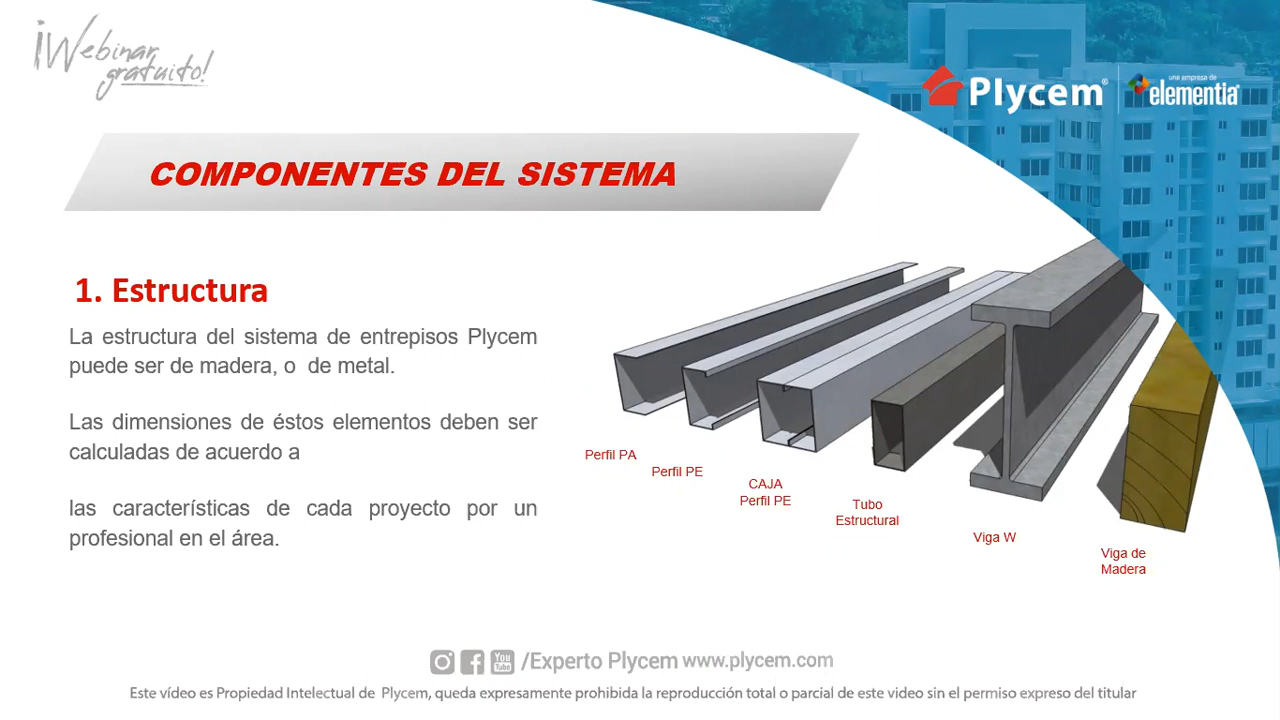 ¡Webinar
gratuito!
Plycem®
una empresa de
elementia®
COMPONENTES DEL SISTEMA
1. Estructura
La estructura del sistema de entrepisos Plycem
puede ser de madera, o  de metal.
Las dimensiones de éstos elementos deben ser
calculadas de acuerdo a
las características de cada proyecto por un
profesional en el área.
Perfil PA
Perfil PE
CAJA
Perfil PE
Tubo
Estructural
Viga W
Viga de
Madera
You
Tube
/Experto Plycem www.plycem.com
Este vídeo es Propiedad Intelectual de  Plycem, queda expresamente prohibida la reproducción total o parcial de este video sin el permiso expreso del titular